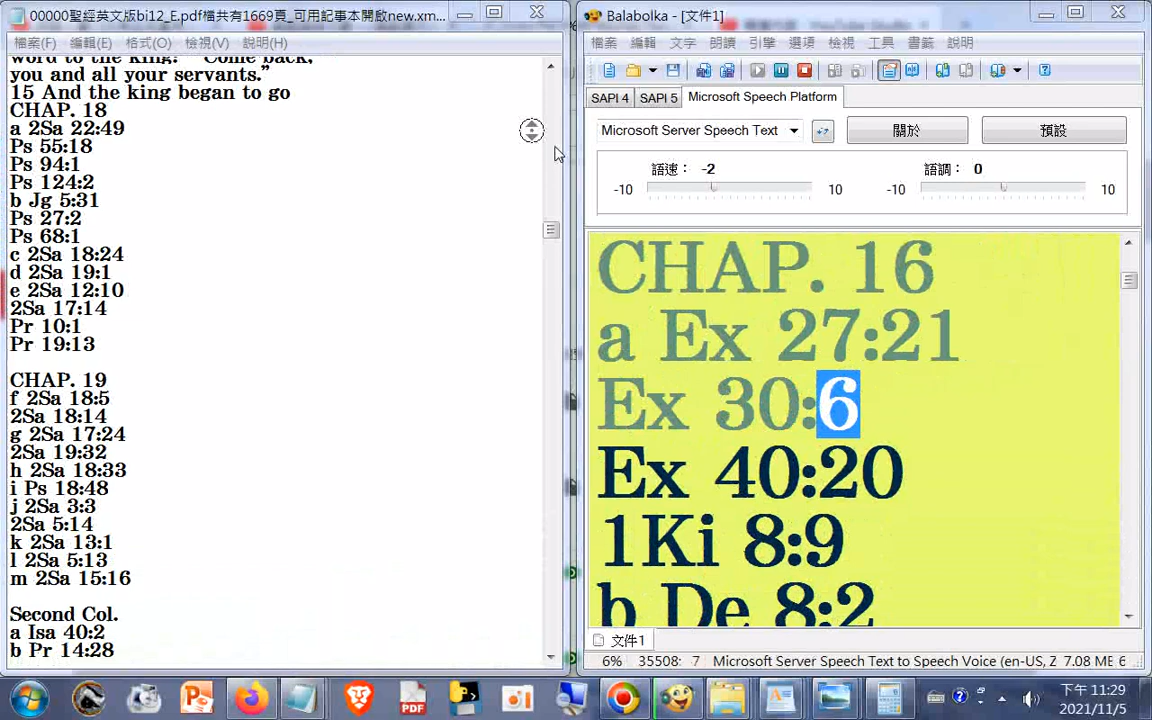 00000聖經英文版bi12_E.pdf檔共有1669頁_可用記事本開啟new.xm...
檔案(F) 編輯(E) 格式(O) 檢視(V) 說明(H)
word to the king: “Come back,
you and all your servants.”
15 And the king began to go
CHAP. 18
a 2Sa 22:49
Ps 55:18
Ps 94:1
Ps 124:2
b Jg 5:31
Ps 27:2
Ps 68:1
c 2Sa 18:24
d 2Sa 19:1
e 2Sa 12:10
2Sa 17:14
Pr 10:1
Pr 19:13
CHAP. 19
f 2Sa 18:5
2Sa 18:14
g 2Sa 17:24
2Sa 19:32
h 2Sa 18:33
i Ps 18:48
j 2Sa 3:3
2Sa 5:14
k 2Sa 13:1
l 2Sa 5:13
m 2Sa 15:16
Second Col.
a Isa 40:2
b Pr 14:28
Balabolka - [文件1]
檔案 編輯 文字 朗讀 引擎 選項 檢視 工具 書籤 說明
SAPI 4 SAPI 5 Microsoft Speech Platform
Microsoft Server Speech Text 關於 預設
語速： -2 語調： 0
-10 10 -10 10
CHAP. 16
a Ex 27:21
Ex 30:6
Ex 40:20
1Ki 8:9
b De 8:2
文件1
6% 35508: 7 Microsoft Server Speech Text to Speech Voice (en-US, Z 7.08 ME 6
PDF
下午 11:29
2021/11/5